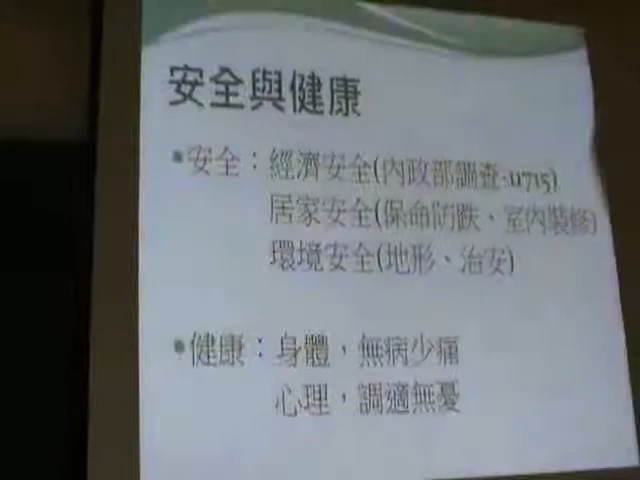 安全與健康
•安全：經濟安全(內政部調查、11715)
居家安全(保命防跌、室內裝修)
環境安全(地形、治安)
•健康：身體，無病少痛
心理，調適無憂